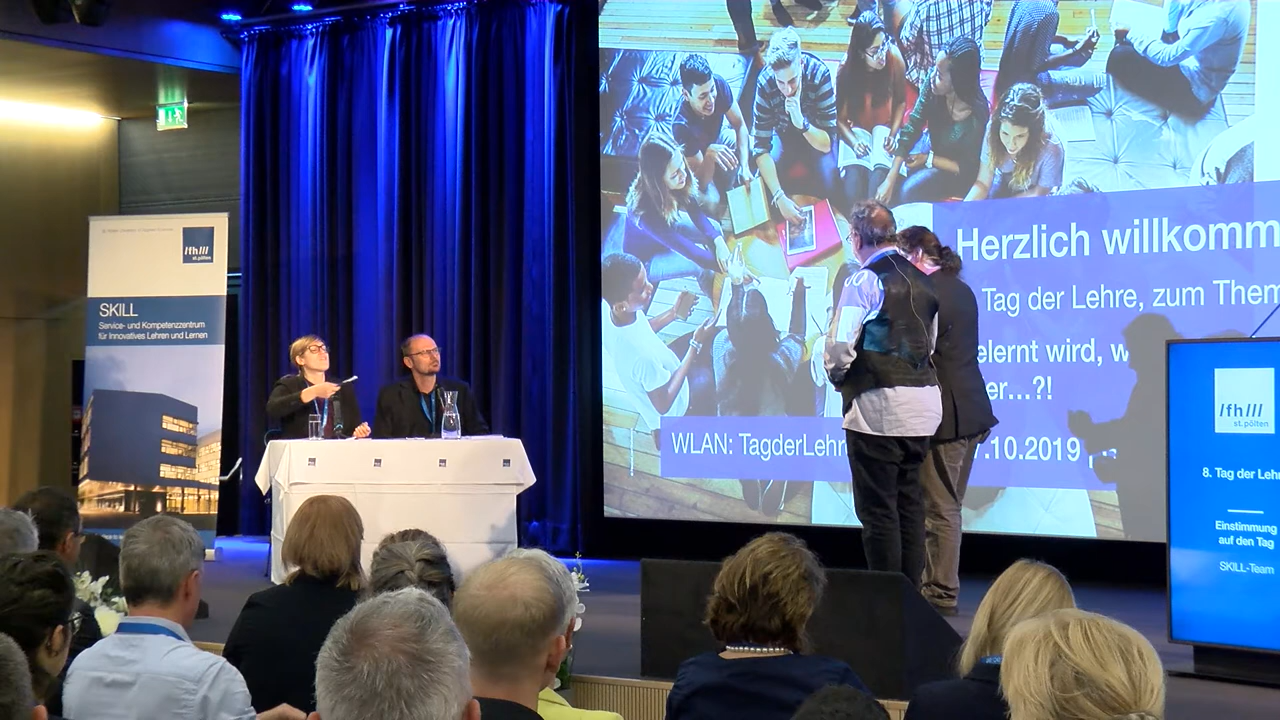 /fh///
st.pölten
SKILL
Service- und Kompetenzzentrum
für Innovatives Lehren und Lernen
Herzlich willkomm
Tag der Lehre, zum Them
elernt wird, w
er...?!
WLAN: TagderLehr
7.10.2019
/fh///
st.pölten
8. Tag der Leh
Einstimmung
auf den Tag
SKILL-Team